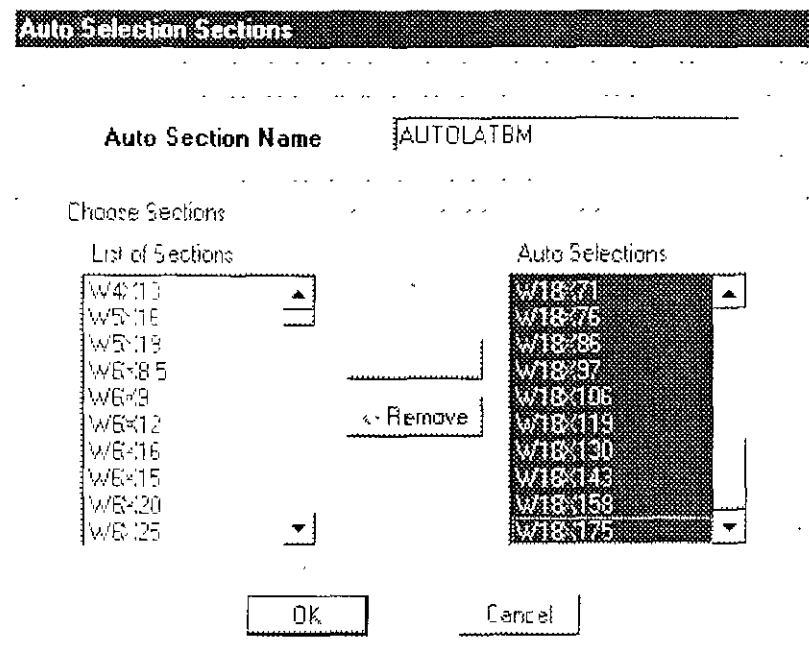 Auto Selection Sections
Auto Section Name
AUTOLATBM
Choose Sections
List of Sections
Auto Selections
W4X13
W5X16
W5X19
W6X8.5
W6X9
W6X12
W6X16
W6X15
W6X20
W6X25
<- Remove
W18X71
W18X76
W18X86
W18X97
W18X106
W18X119
W18X130
W18X143
W18X158
W18X175
OK
Cancel